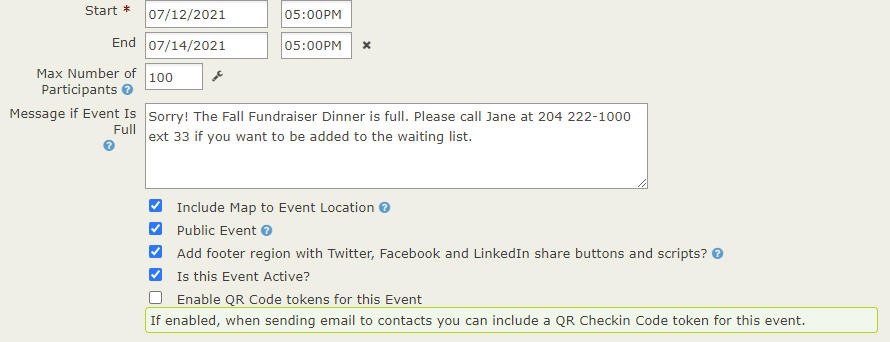 Start * 07/12/2021 05:00PM
End 07/14/2021 05:00PM
Max Number of
Participants 100
Message if Event Is
Full
Sorry! The Fall Fundraiser Dinner is full. Please call Jane at 204 222-1000
ext 33 if you want to be added to the waiting list.
Include Map to Event Location
Public Event
Add footer region with Twitter, Facebook and LinkedIn share buttons and scripts?
Is this Event Active?
Enable QR Code tokens for this Event
If enabled, when sending email to contacts you can include a QR Checkin Code token for this event.